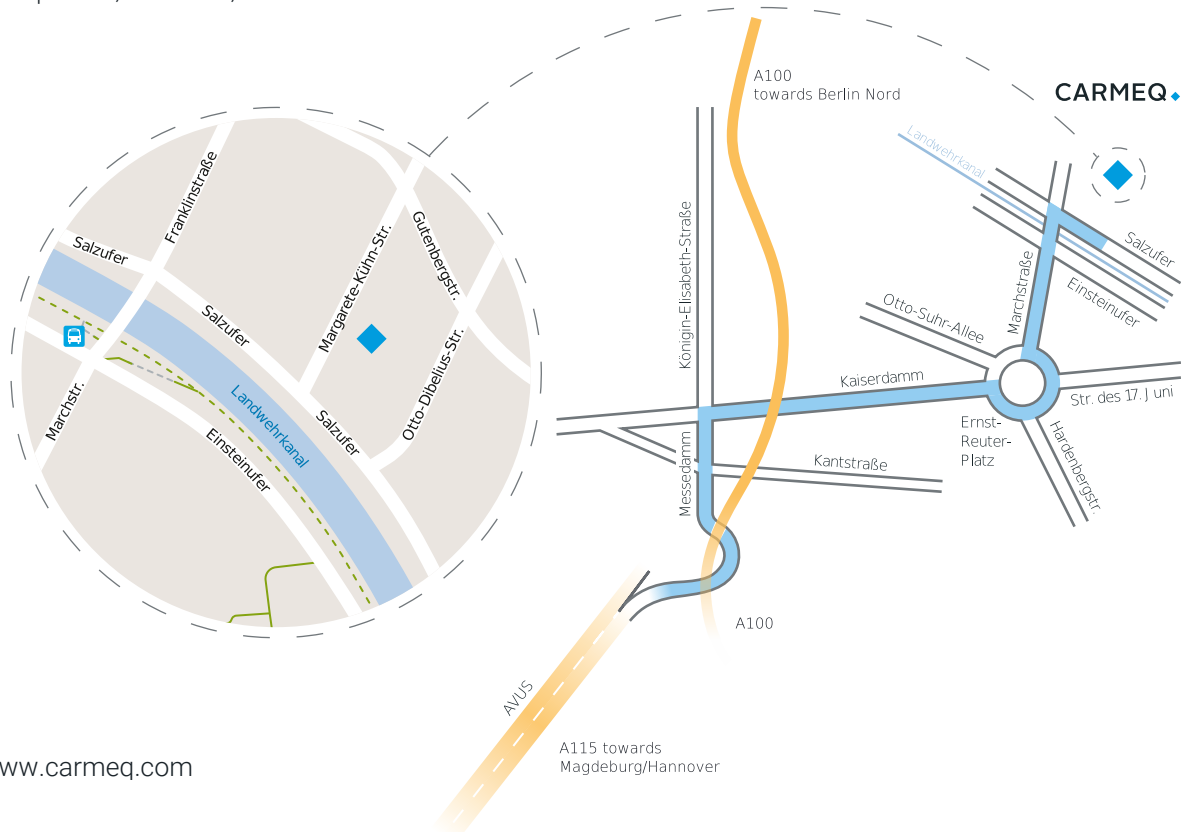 A100
towards Berlin Nord
CARMEQ
Landwehrkanal
Franklinstraße
Salzufer
Margarete-Kühn-Str.
Gutenbergstr.
Salzufer
Otto-Dibelius-Str.
Landwehrkanal
Salzufer
Marchstr.
Einsteinufer
Königin-Elisabeth-Straße
Marchstraße
Salzufer
Einsteinufer
Otto-Suhr-Allee
Kaiserdamm
Str. des 17. Juni
Ernst-
Reuter-
Platz
Hardenbergstr.
Messedamm
Kantstraße
A100
AVUS
A115 towards
Magdeburg/Hannover
ww.carmeq.com